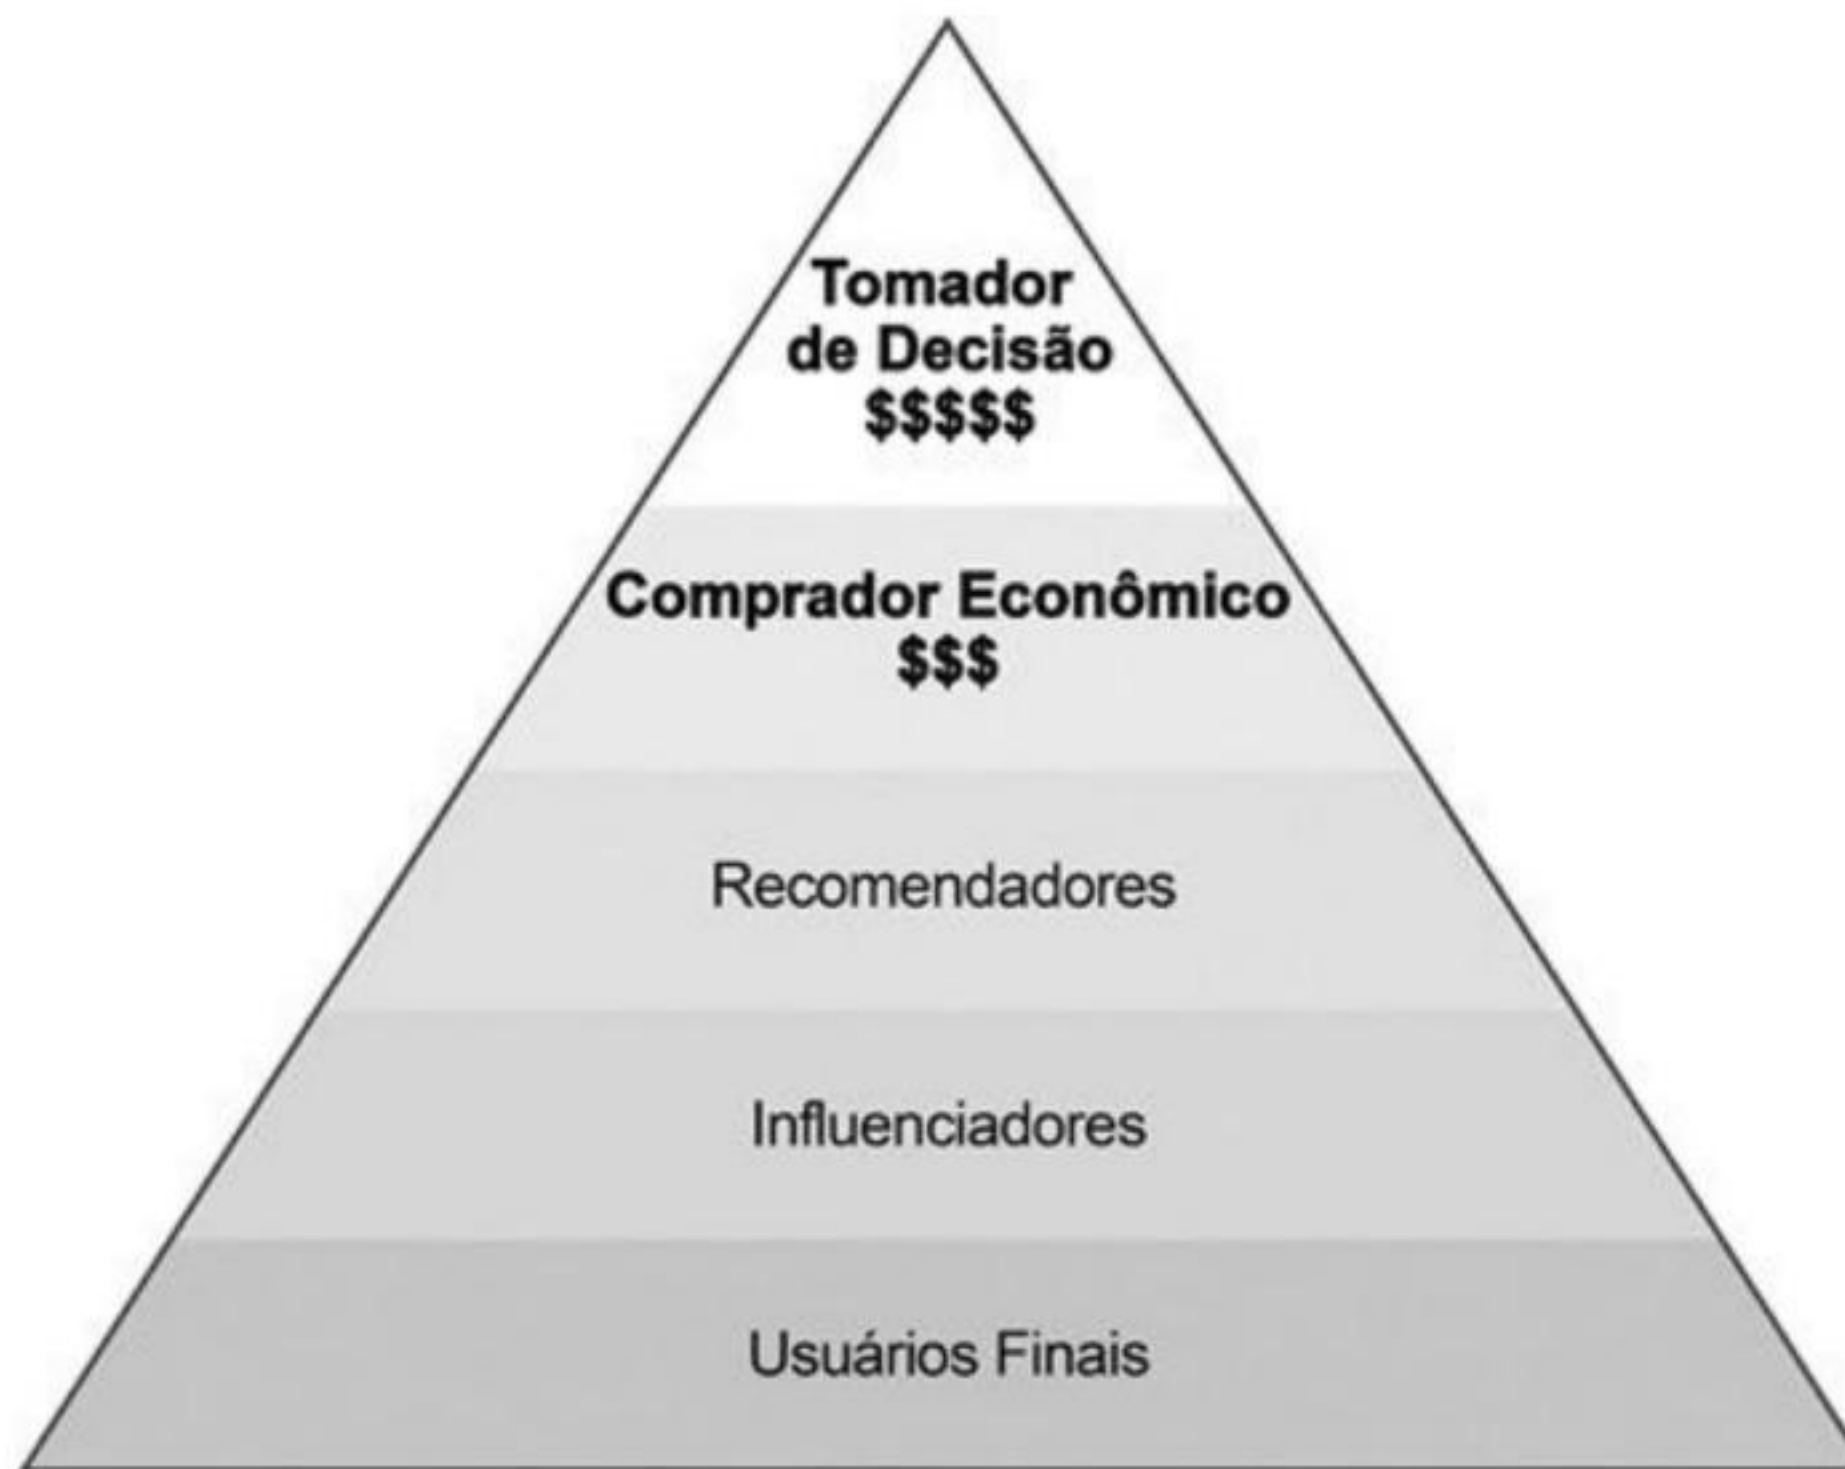 Tomador
de Decisão
$$$$$
Comprador Econômico
$$$
Recomendadores
Influenciadores
Usuários Finais